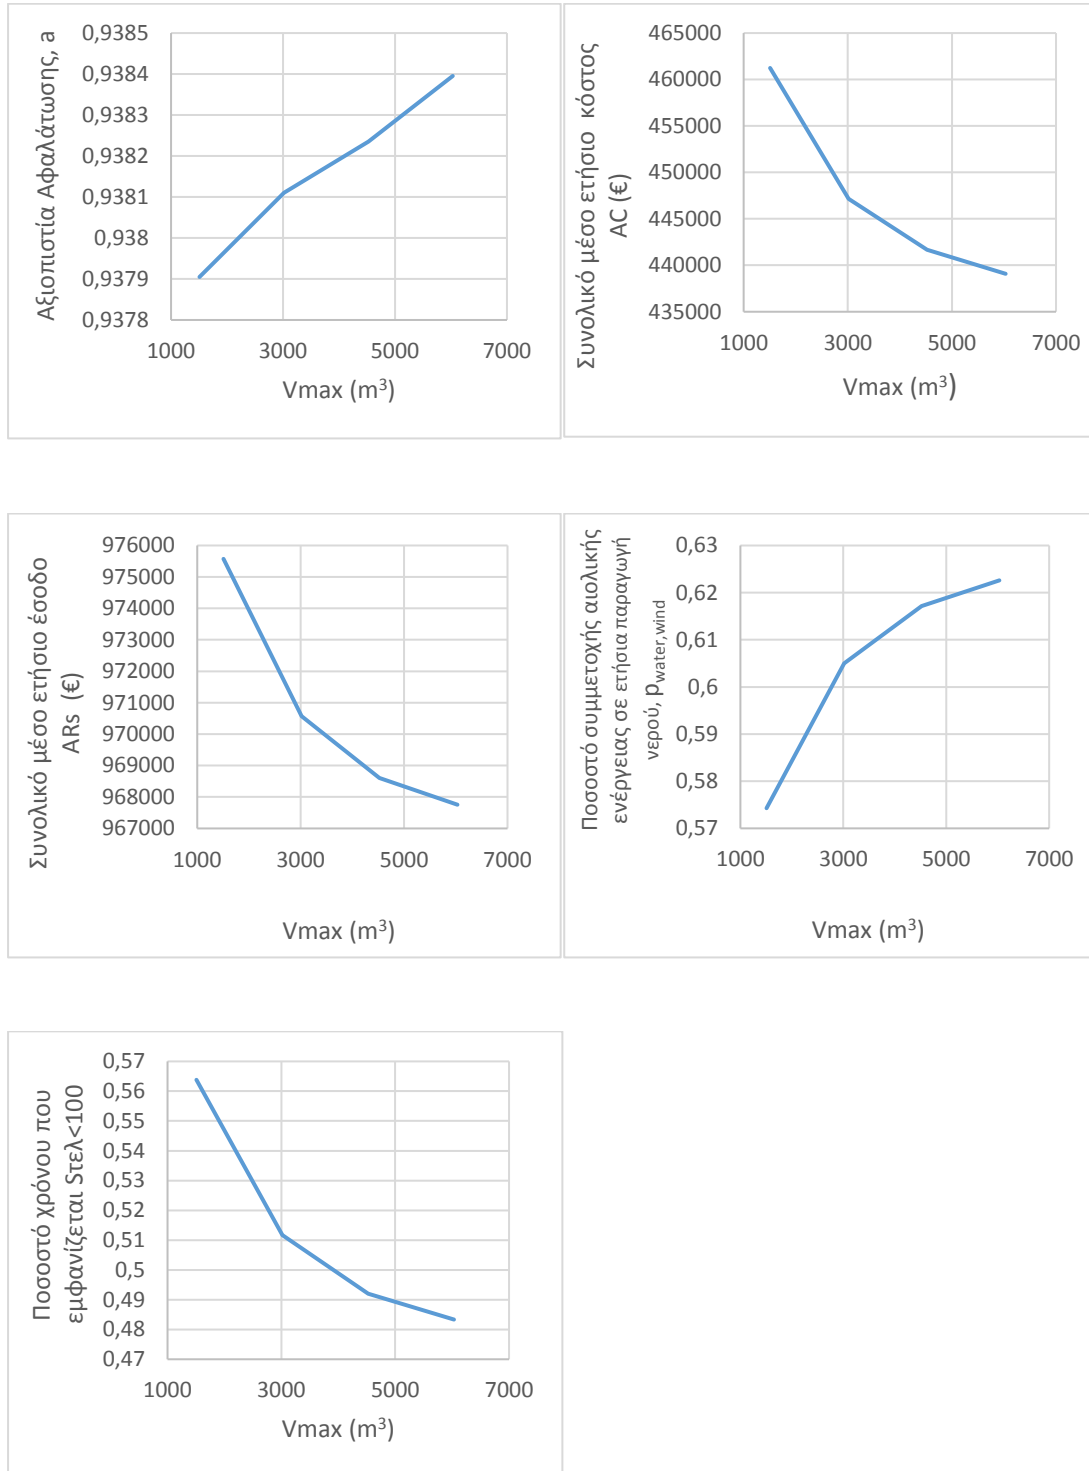 Αξιοπιστία Αφαλάτωσης, a
0,9385
0,9384
0,9383
0,9382
0,9381
0,938
0,9379
0,9378
1000 3000 5000 7000
Vmax (m³)
Συνολικό μέσο ετήσιο κόστος
AC (€)
465000
460000
455000
450000
445000
440000
435000
1000 3000 5000 7000
Vmax (m³)
Συνολικό μέσο ετήσιο έσοδο
ARs (€)
976000
975000
974000
973000
972000
971000
970000
969000
968000
967000
1000 3000 5000 7000
Vmax (m³)
Ποσοστό συμμετοχής αιολικής
ενέργειας σε ετήσια παραγωγή
νερού, pwater,wind
0,63
0,62
0,61
0,6
0,59
0,58
0,57
1000 3000 5000 7000
Vmax (m³)
Ποσοστό χρόνου που
εμφανίζεται Sτελ<100
0,57
0,56
0,55
0,54
0,53
0,52
0,51
0,5
0,49
0,48
0,47
1000 3000 5000 7000
Vmax (m³)